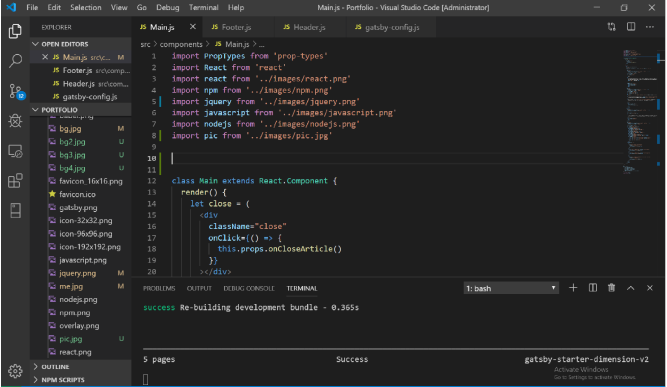 File Edit Selection View Go Debug Terminal Help Main.js - Portfolio - Visual Studio Code [Administrator]
EXPLORER
JS Main.js × JS Footer.js JS Header.js JS gatsby-config.js
OPEN EDITORS
× JS Main.js src\c... M
JS Footer.js src\comp...
JS Header.js src\com...
JS gatsby-config.js
PORTFOLIO
bg.jpg M
bg2.jpg U
bg3.jpg U
bg4.jpg U
favicon_16x16.png
favicon.ico
gatsby.png
icon-32x32.png
icon-96x96.png
icon-192x192.png
javascript.png
jquery.png M
me.jpg M
nodejs.png
npm.png
overlay.png
pic.jpg U
react.png
OUTLINE
NPM SCRIPTS
src > components > JS Main.js > ...
1 import PropTypes from 'prop-types'
2 import React from 'react'
3 import react from '../images/react.png'
4 import npm from '../images/npm.png'
5 import jquery from '../images/jquery.png'
6 import javascript from '../images/javascript.png'
7 import nodejs from '../images/nodejs.png'
8 import pic from '../images/pic.jpg'
9
10
11
12 class Main extends React.Component {
13 render() {
14 let close = (
15 <div
16 className="close"
17 onClick={() => {
18 this.props.onCloseArticle()
19 }}
20 ></div>
PROBLEMS OUTPUT DEBUG CONSOLE TERMINAL 1: bash
success Re-building development bundle - 0.365s
5 pages Success gatsby-starter-dimension-v2
Activate Windows
Go to Settings to activate Windows.